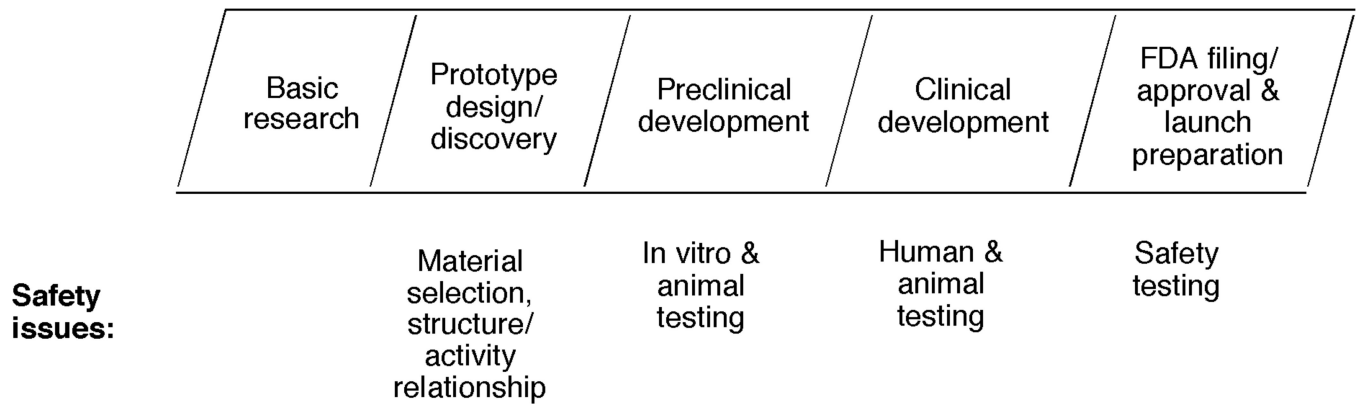 Basic
research
Prototype
design/
discovery
Preclinical
development
Clinical
development
FDA filing/
approval &
launch
preparation
Safety
issues:
Material
selection,
structure/
activity
relationship
In vitro &
animal
testing
Human &
animal
testing
Safety
testing